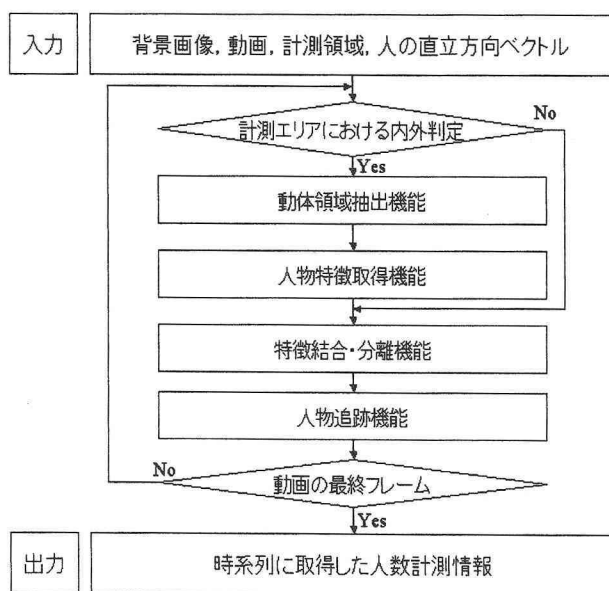 入力
背景画像, 動画, 計測領域, 人の直立方向ベクトル
計測エリアにおける内外判定
No
Yes
動体領域抽出機能
人物特徴取得機能
特徴結合・分離機能
人物追跡機能
No
動画の最終フレーム
Yes
出力
時系列に取得した人数計測情報